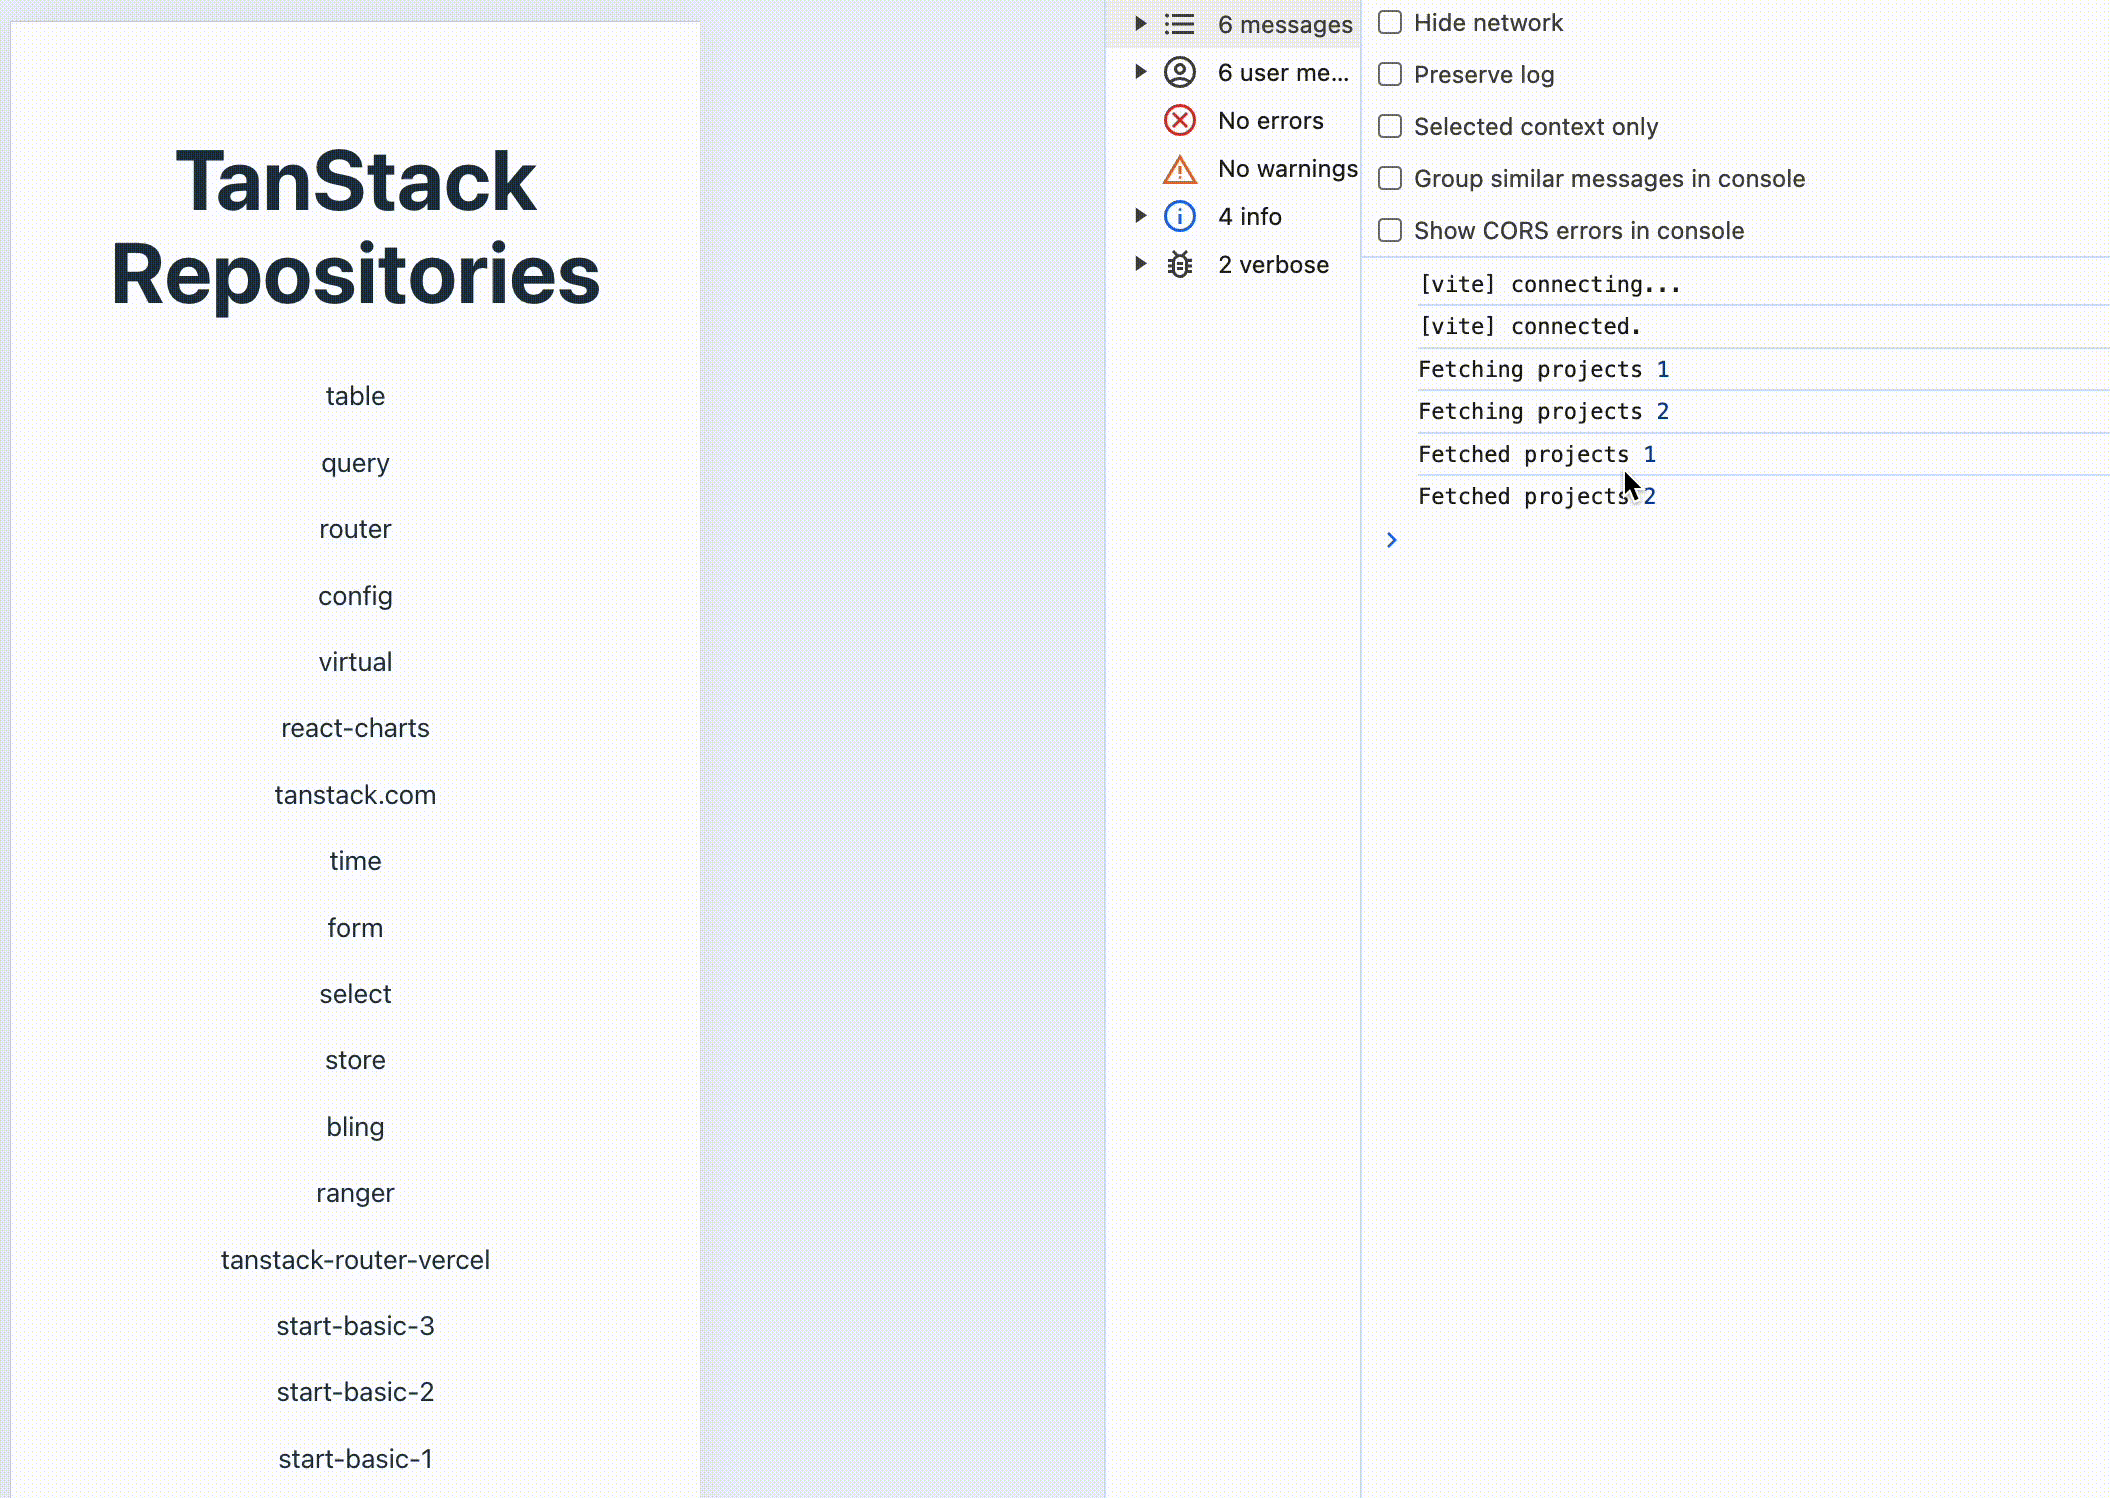 TanStack
Repositories
table
query
router
config
virtual
react-charts
tanstack.com
time
form
select
store
bling
ranger
tanstack-router-vercel
start-basic-3
start-basic-2
start-basic-1
6 messages
6 user me...
No errors
No warnings
4 info
2 verbose
Hide network
Preserve log
Selected context only
Group similar messages in console
Show CORS errors in console
[vite] connecting...
[vite] connected.
Fetching projects 1
Fetching projects 2
Fetched projects 1
Fetched projects 2